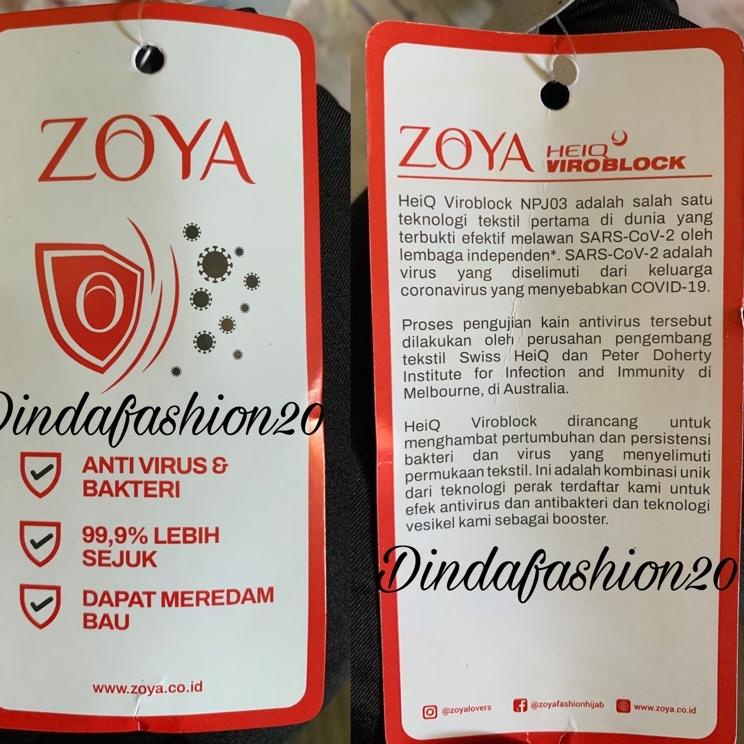 ZOYA
Dindafashion20
ANTI VIRUS &
BAKTERI
99,9% LEBIH
SEJUK
DAPAT MEREDAM
BAU
www.zoya.co.id
ZOYA HEIQ
VIROBLOCK
HeiQ Viroblock NPJ03 adalah salah satu
teknologi tekstil pertama di dunia yang
terbukti efektif melawan SARS-CoV-2 oleh
lembaga independen*. SARS-CoV-2 adalah
virus yang diselimuti dari keluarga
coronavirus yang menyebabkan COVID-19.
Proses pengujian kain antivirus tersebut
dilakukan oleh perusahan pengembang
tekstil Swiss HeiQ dan Peter Doherty
Institute for Infection and Immunity di
Melbourne, di Australia.
HeiQ Viroblock dirancang untuk
menghambat pertumbuhan dan persistensi
bakteri dan virus yang menyelimuti
permukaan tekstil. Ini adalah kombinasi unik
dari teknologi perak terdaftar kami untuk
efek antivirus dan antibakteri dan teknologi
vesikel kami sebagai booster.
Dindafashion20
@zoyalovers @zoyafashionhijab www.zoya.co.id